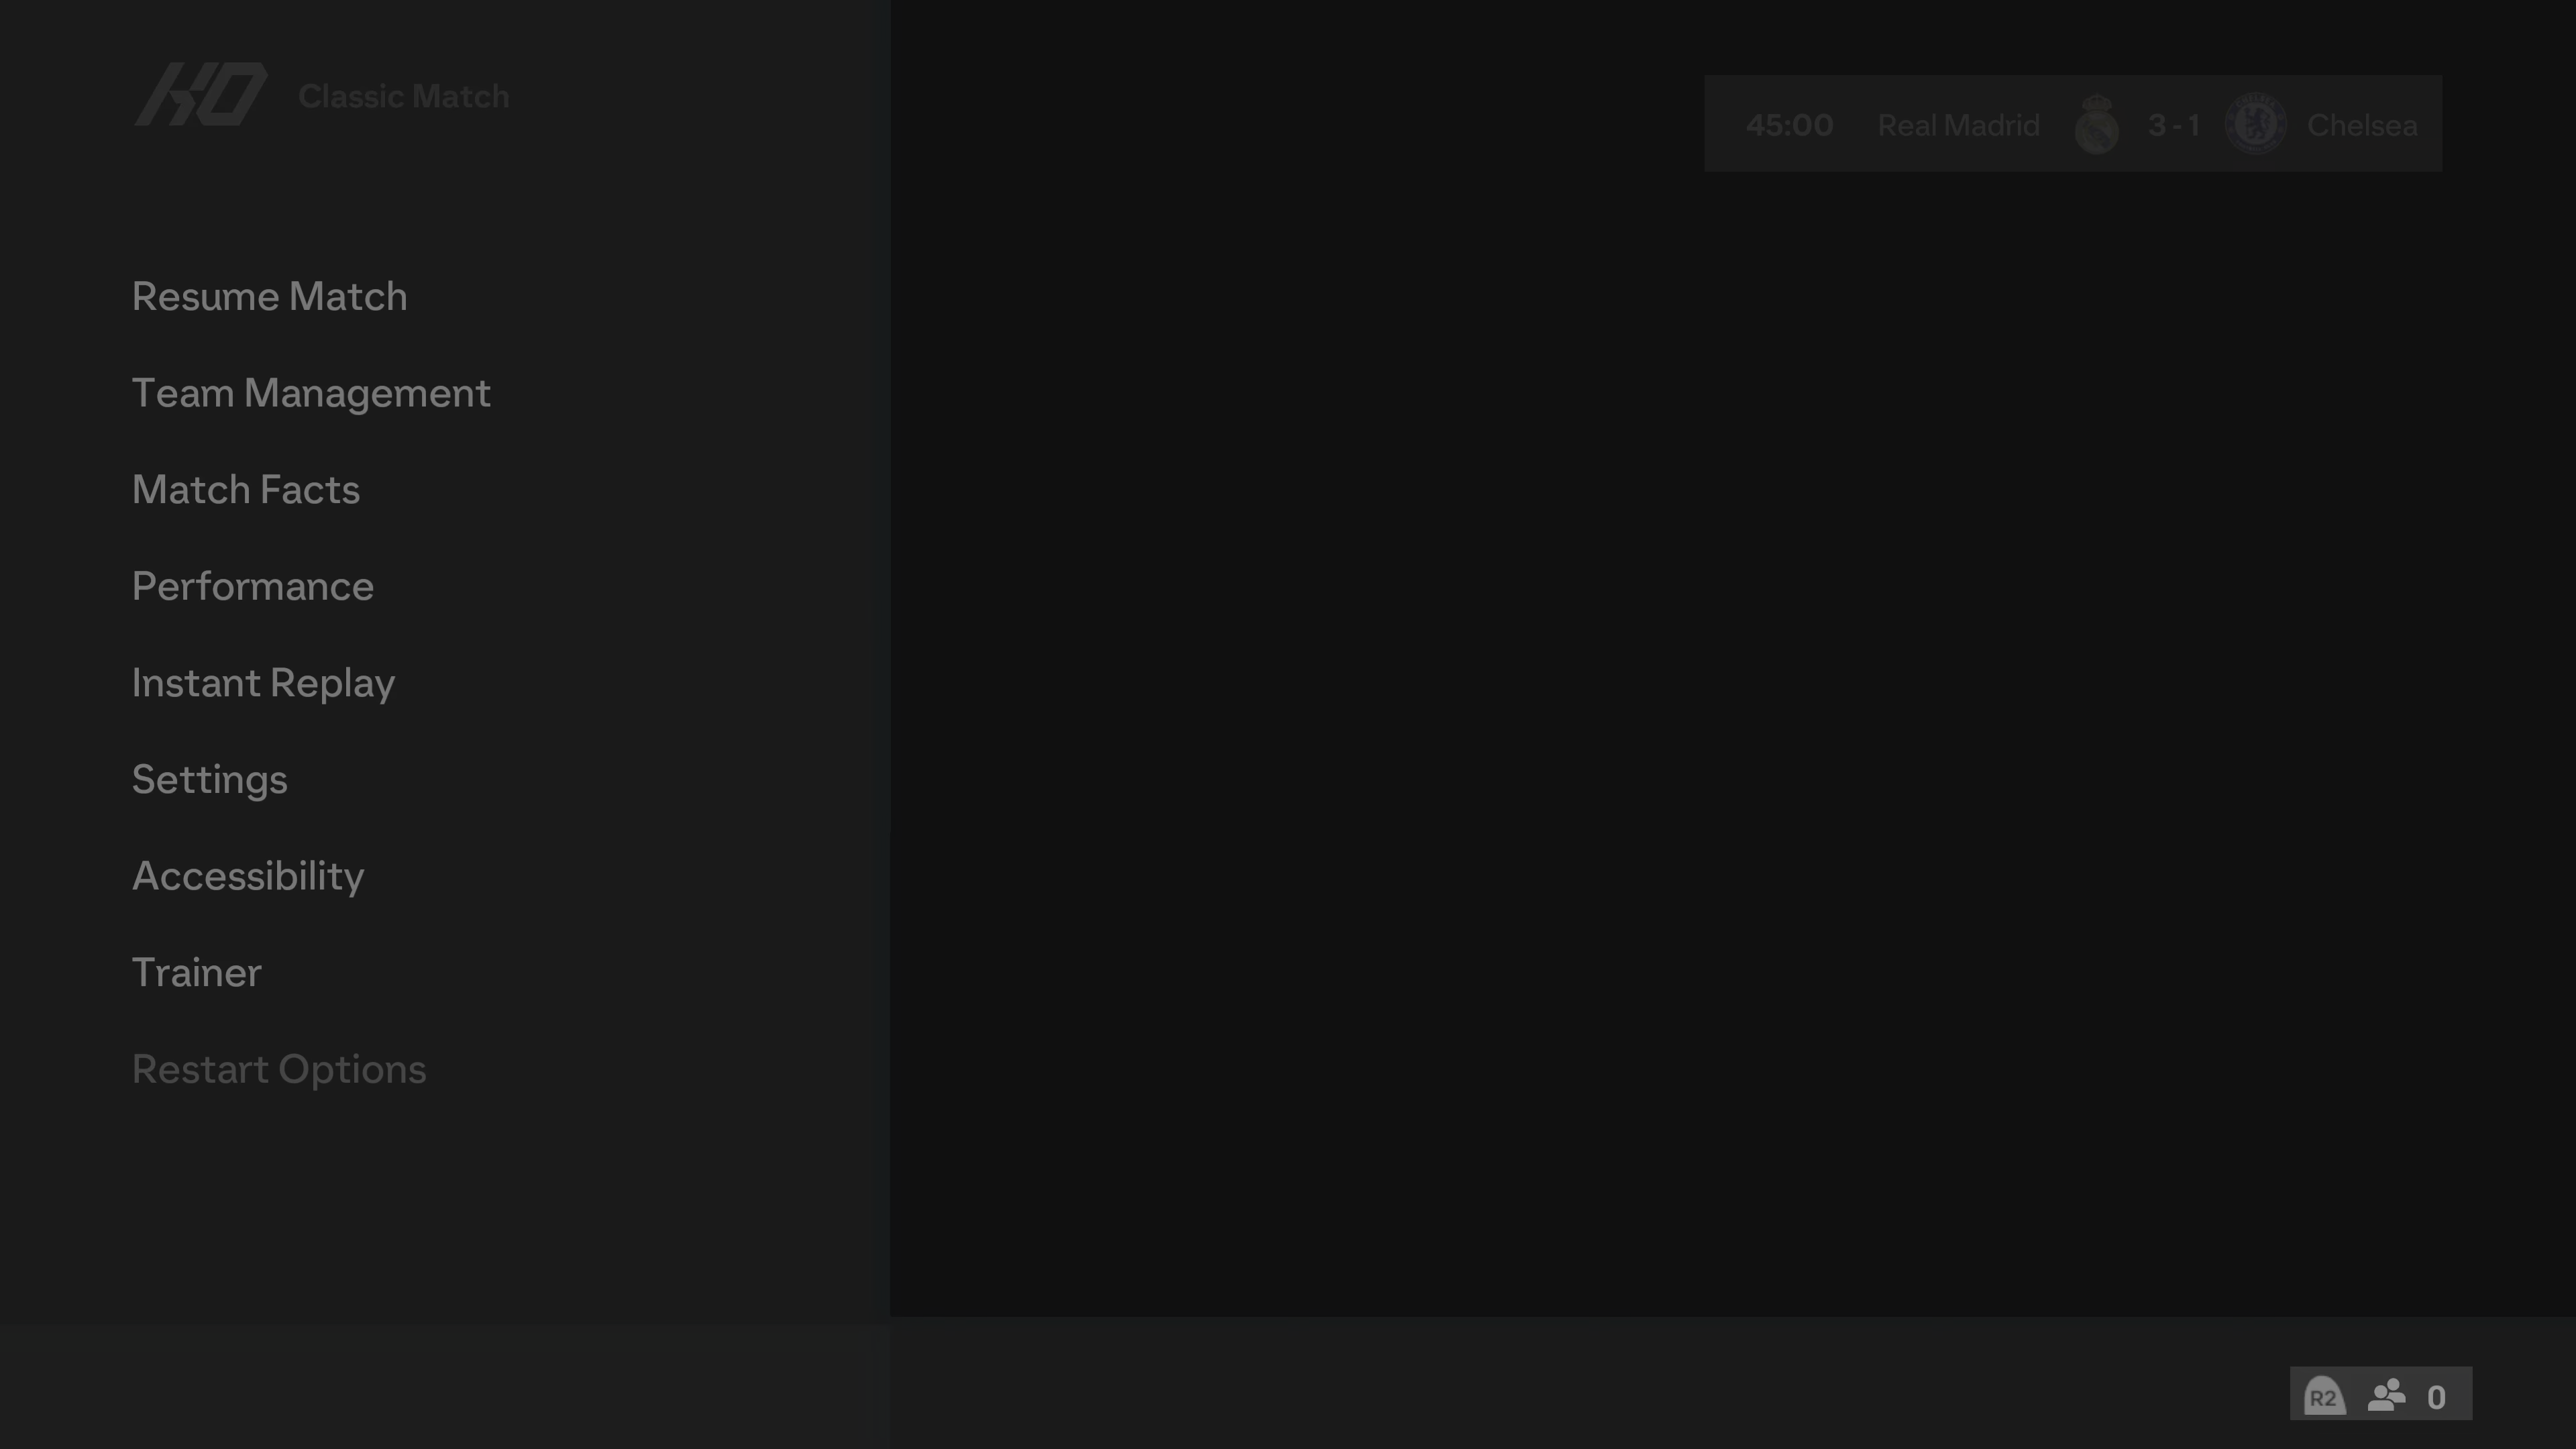 KO Classic Match
45:00 Real Madrid 3 - 1 Chelsea
Resume Match
Team Management
Match Facts
Performance
Instant Replay
Settings
Accessibility
Trainer
Restart Options
R2 0